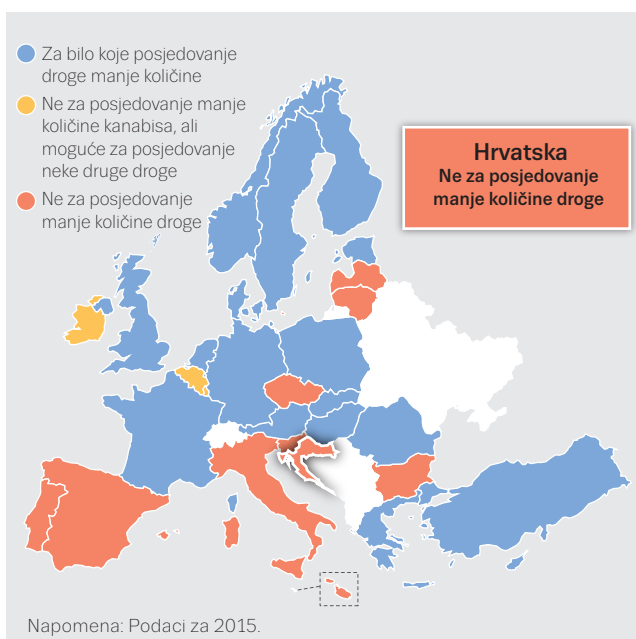 Za bilo koje posjedovanje
droge manje količine
Ne za posjedovanje manje
količine kanabisa, ali
moguće za posjedovanje
neke druge droge
Ne za posjedovanje
manje količine droge
Hrvatska
Ne za posjedovanje
manje količine droge
Napomena: Podaci za 2015.